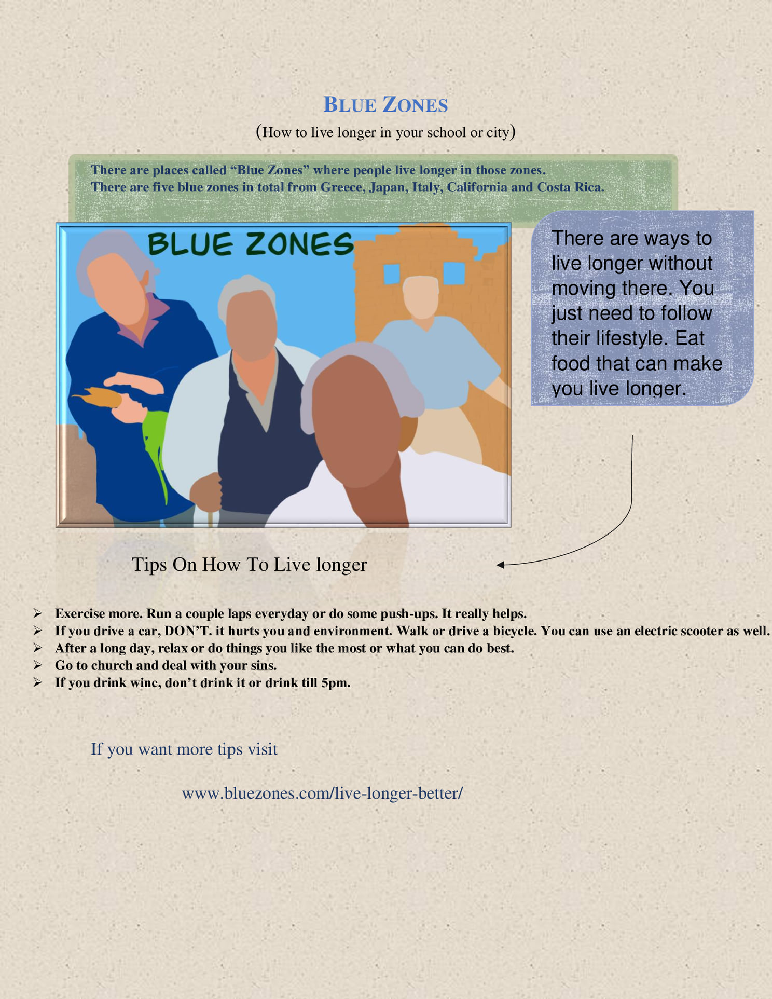 BLUE ZONES
(How to live longer in your school or city)
There are places called “Blue Zones” where people live longer in those zones.
There are five blue zones in total from Greece, Japan, Italy, California and Costa Rica.
BLUE ZONES
There are ways to
live longer without
moving there. You
just need to follow
their lifestyle. Eat
food that can make
you live longer.
Tips On How To Live longer
➢ Exercise more. Run a couple laps everyday or do some push-ups. It really helps.
➢ If you drive a car, DON’T. it hurts you and environment. Walk or drive a bicycle. You can use an electric scooter as well.
➢ After a long day, relax or do things you like the most or what you can do best.
➢ Go to church and deal with your sins.
➢ If you drink wine, don’t drink it or drink till 5pm.
If you want more tips visit
www.bluezones.com/live-longer-better/